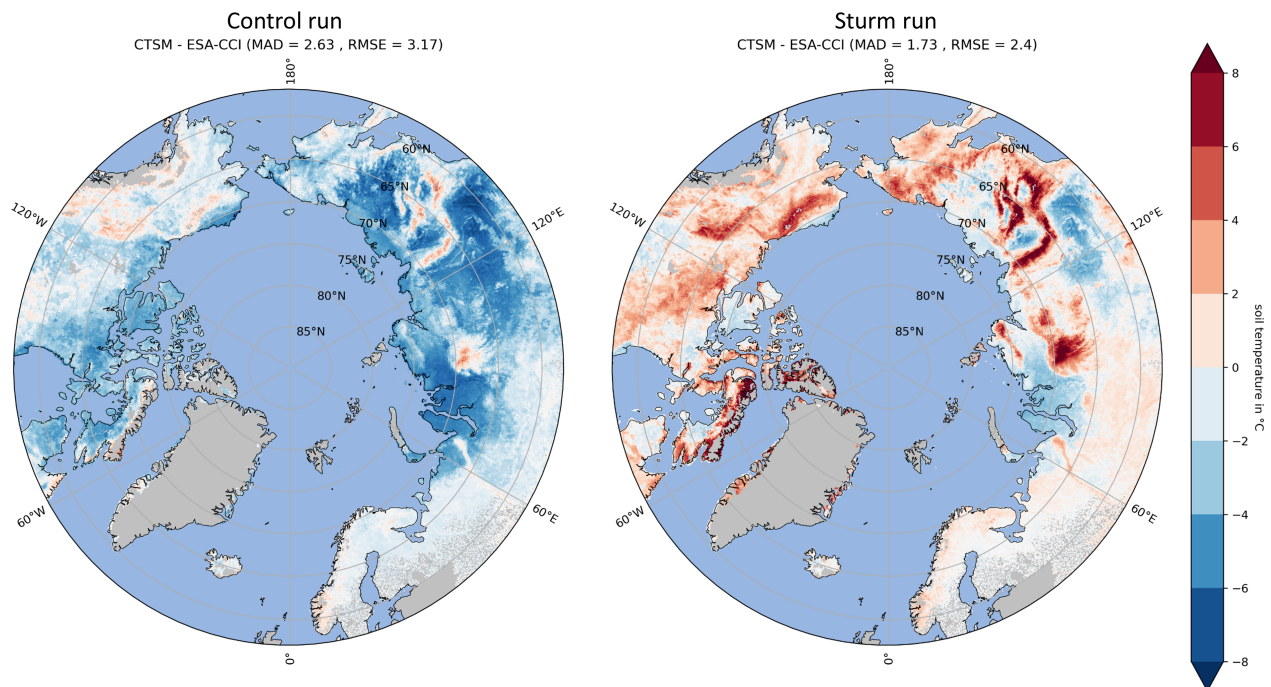 Control run
CTSM - ESA-CCI (MAD = 2.63 , RMSE = 3.17)
180°
60°N
65°N
70°N
75°N
80°N
85°N
120°W
120°E
60°W
60°E
0°
Sturm run
CTSM - ESA-CCI (MAD = 1.73 , RMSE = 2.4)
180°
60°N
65°N
70°N
75°N
80°N
85°N
120°W
120°E
60°W
60°E
0°
8
6
4
2
0
−2
−4
−6
−8
soil temperature in °C